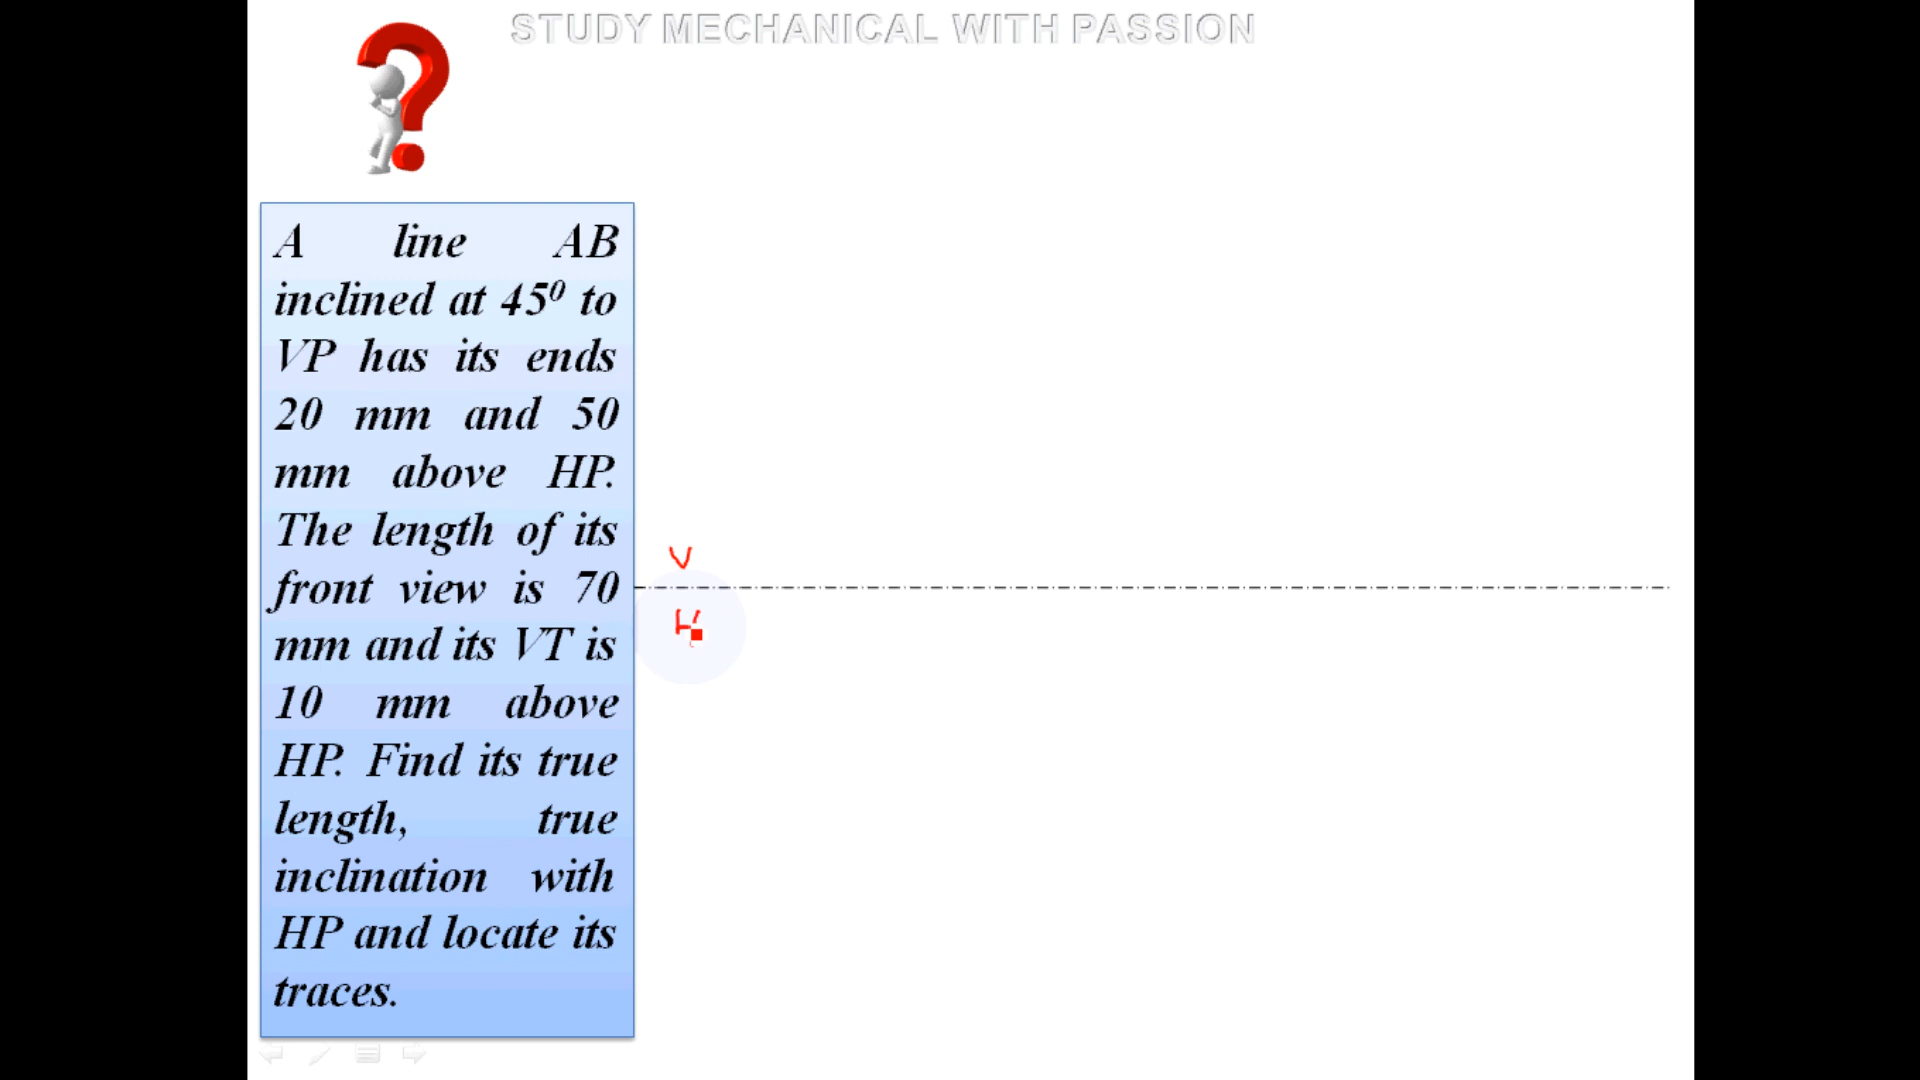 STUDY MECHANICAL WITH PASSION
A line AB
inclined at 45⁰ to
VP has its ends
20 mm and 50
mm above HP.
The length of its
front view is 70
mm and its VT is
10 mm above
HP. Find its true
length, true
inclination with
HP and locate its
traces.
V
H